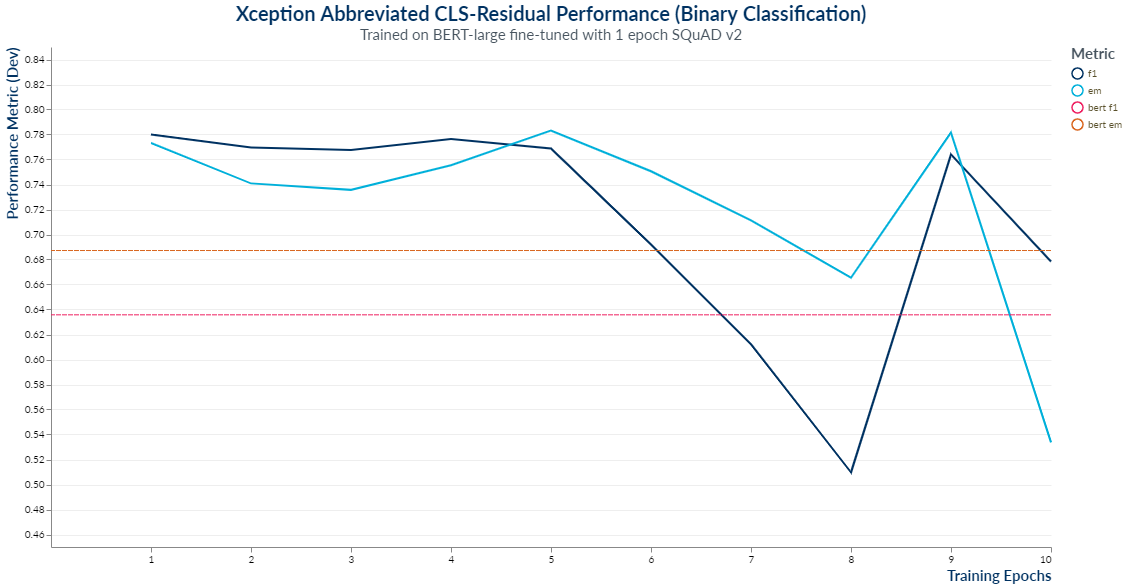 Xception Abbreviated CLS-Residual Performance (Binary Classification)
Trained on BERT-large fine-tuned with 1 epoch SQuAD v2
Performance Metric (Dev)
0.84
0.82
0.80
0.78
0.76
0.74
0.72
0.70
0.68
0.66
0.64
0.62
0.60
0.58
0.56
0.54
0.52
0.50
0.48
0.46
1 2 3 4 5 6 7 8 9 10
Training Epochs
Metric
f1
em
bert f1
bert em